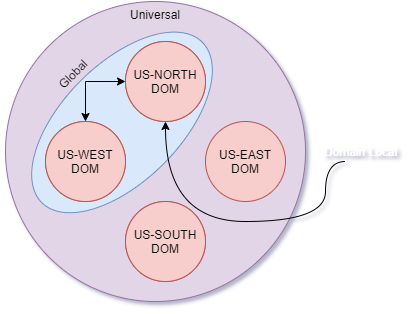 Universal
Global
US-NORTH
DOM
US-WEST
DOM
US-EAST
DOM
Domain Local
US-SOUTH
DOM